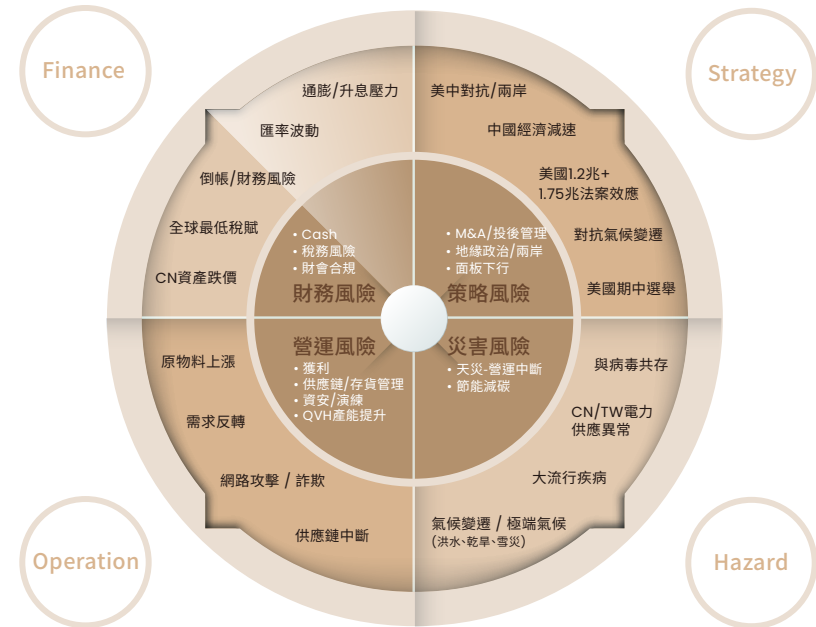 Finance
通膨/升息壓力
匯率波動
倒帳/財務風險
全球最低稅賦
CN資產跌價
• Cash
• 稅務風險
• 財會合規
財務風險
Strategy
美中對抗/兩岸
中國經濟減速
美國1.2兆+
1.75兆法案效應
對抗氣候變遷
美國期中選舉
• M&A/投後管理
• 地緣政治/兩岸
• 面板下行
策略風險
營運風險
• 獲利
• 供應鏈/存貨管理
• 資安/演練
• QVH產能提升
原物料上漲
需求反轉
網路攻擊 / 詐欺
供應鏈中斷
Operation
災害風險
• 天災-營運中斷
• 節能減碳
與病毒共存
CN/TW電力
供應異常
大流行疾病
氣候變遷 / 極端氣候
(洪水、乾旱、雪災)
Hazard